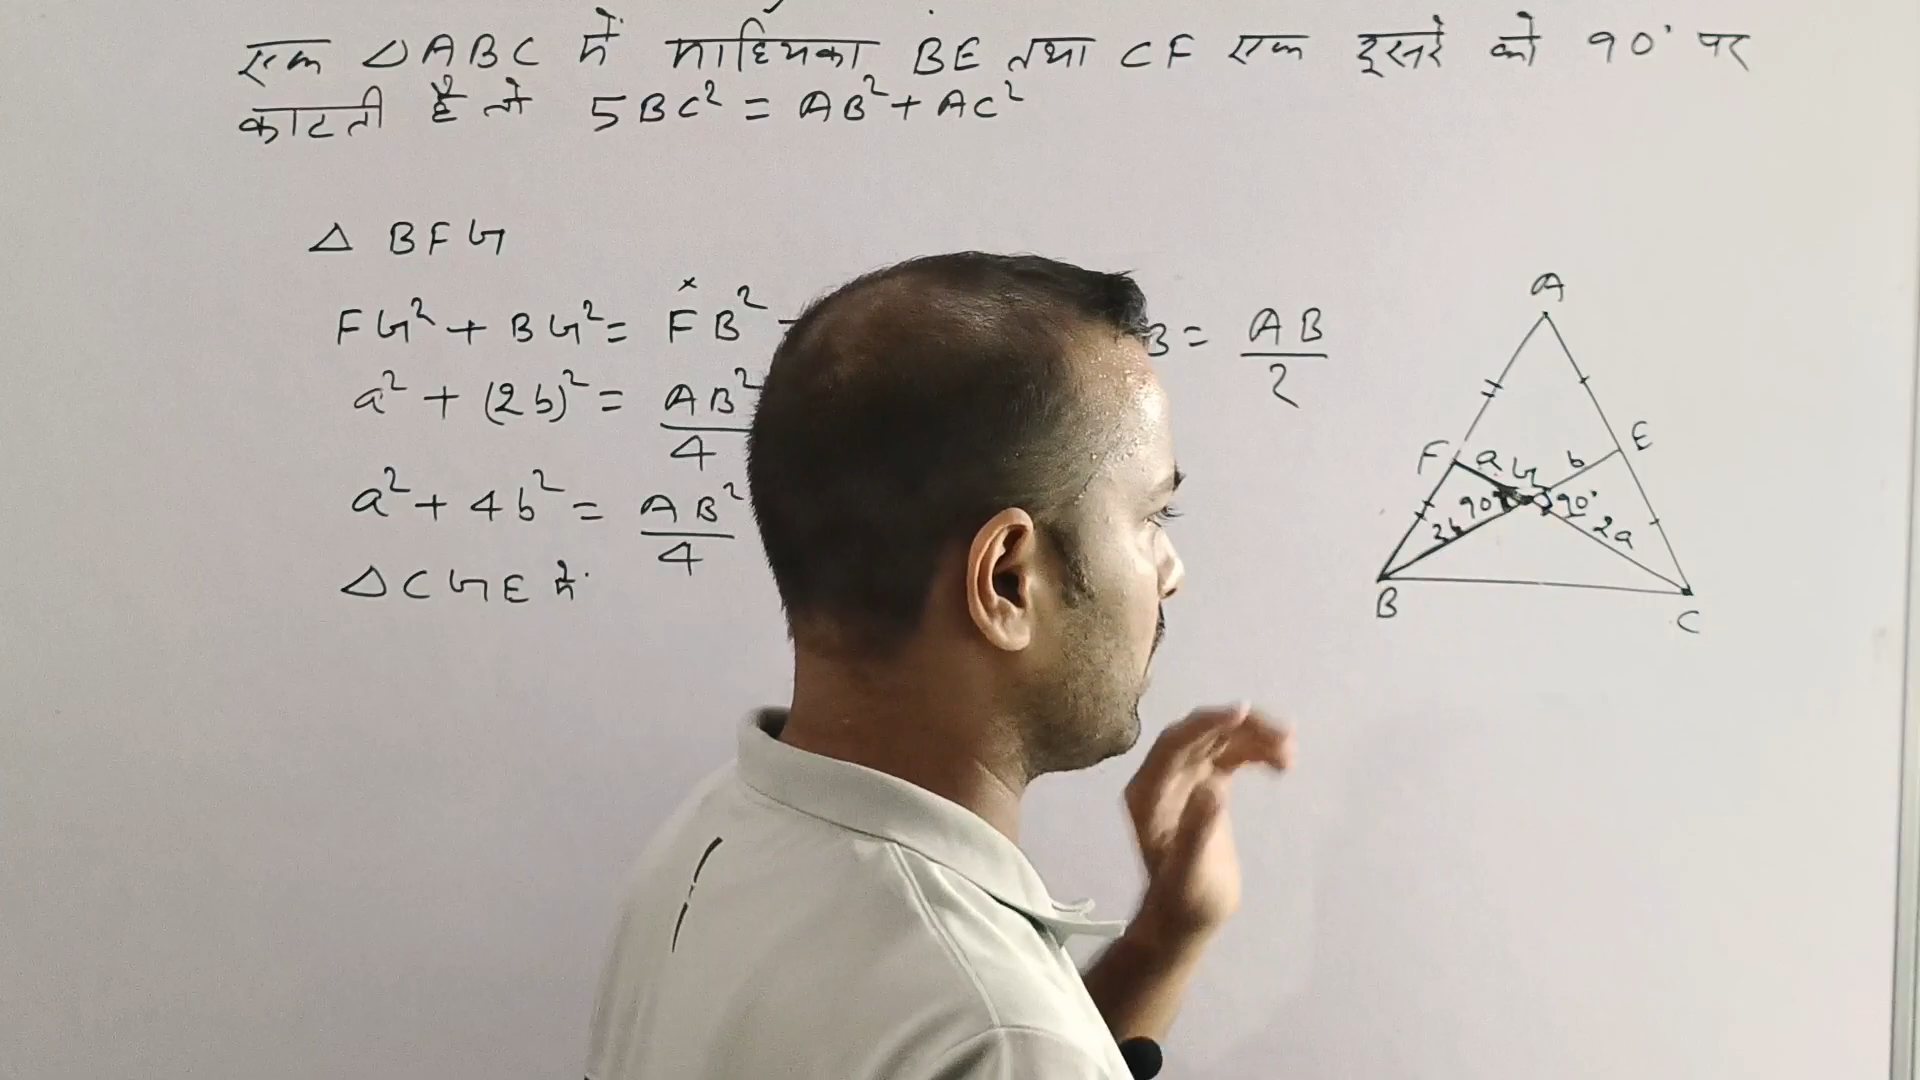 एक △ABC में माध्यिका BE तथा CF एक दूसरे को 90° पर
काटती है तो 5BC² = AB² + AC²
△ BFG
FG² + BG² = FB² B = AB/2
a² + (2b)² = AB²/4
a² + 4b² = AB²/4
△CGE में
A
F a G b E
90° 90°
2b 2a
B C